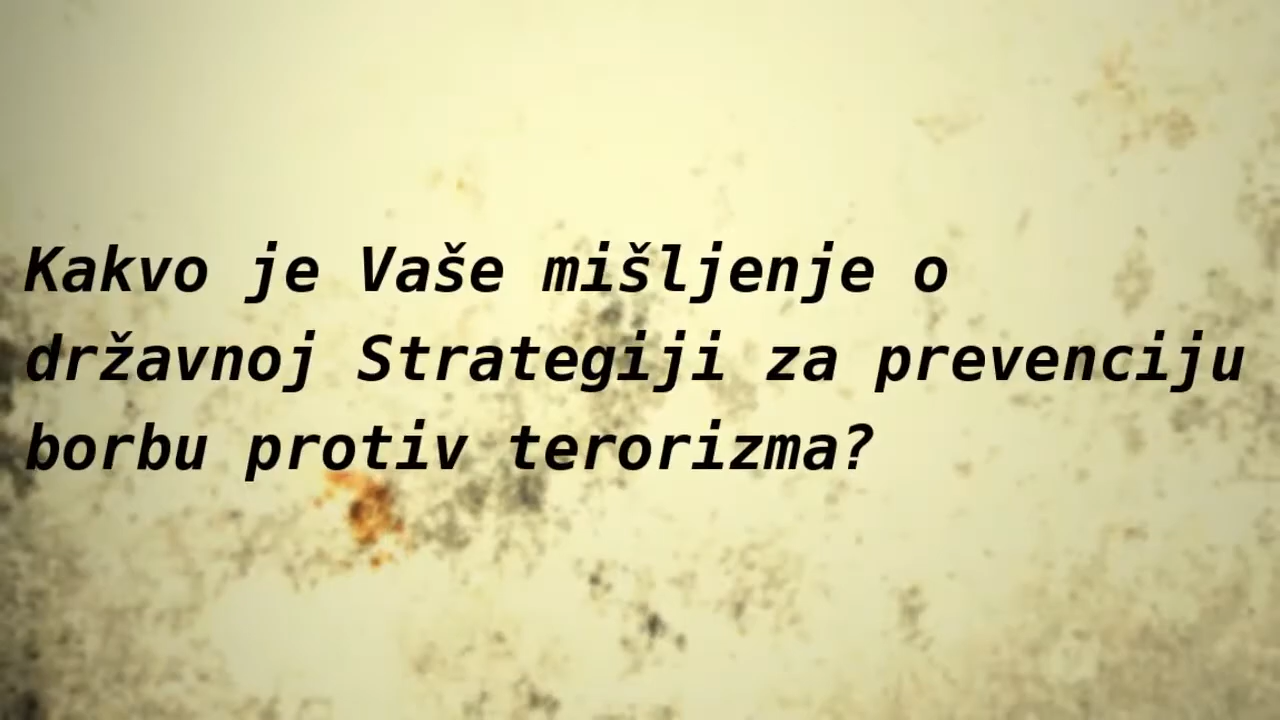 Kakvo je Vaše mišljenje o
državnoj Strategiji za prevenciju
borbu protiv terorizma?